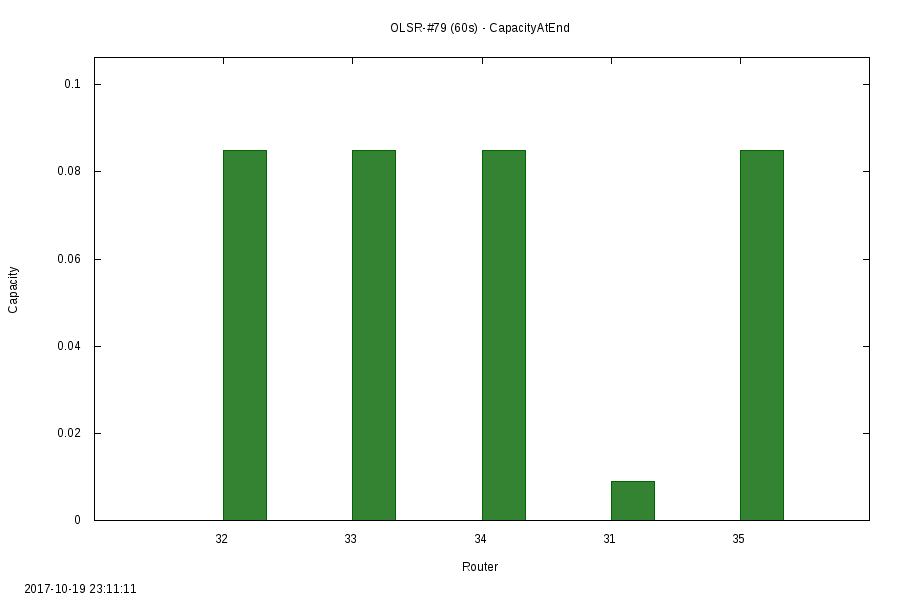 OLSR-#79 (60s) - CapacityAtEnd
0.1
0.08
0.06
0.04
0.02
0
Capacity
32 33 34 31 35
Router
2017-10-19 23:11:11